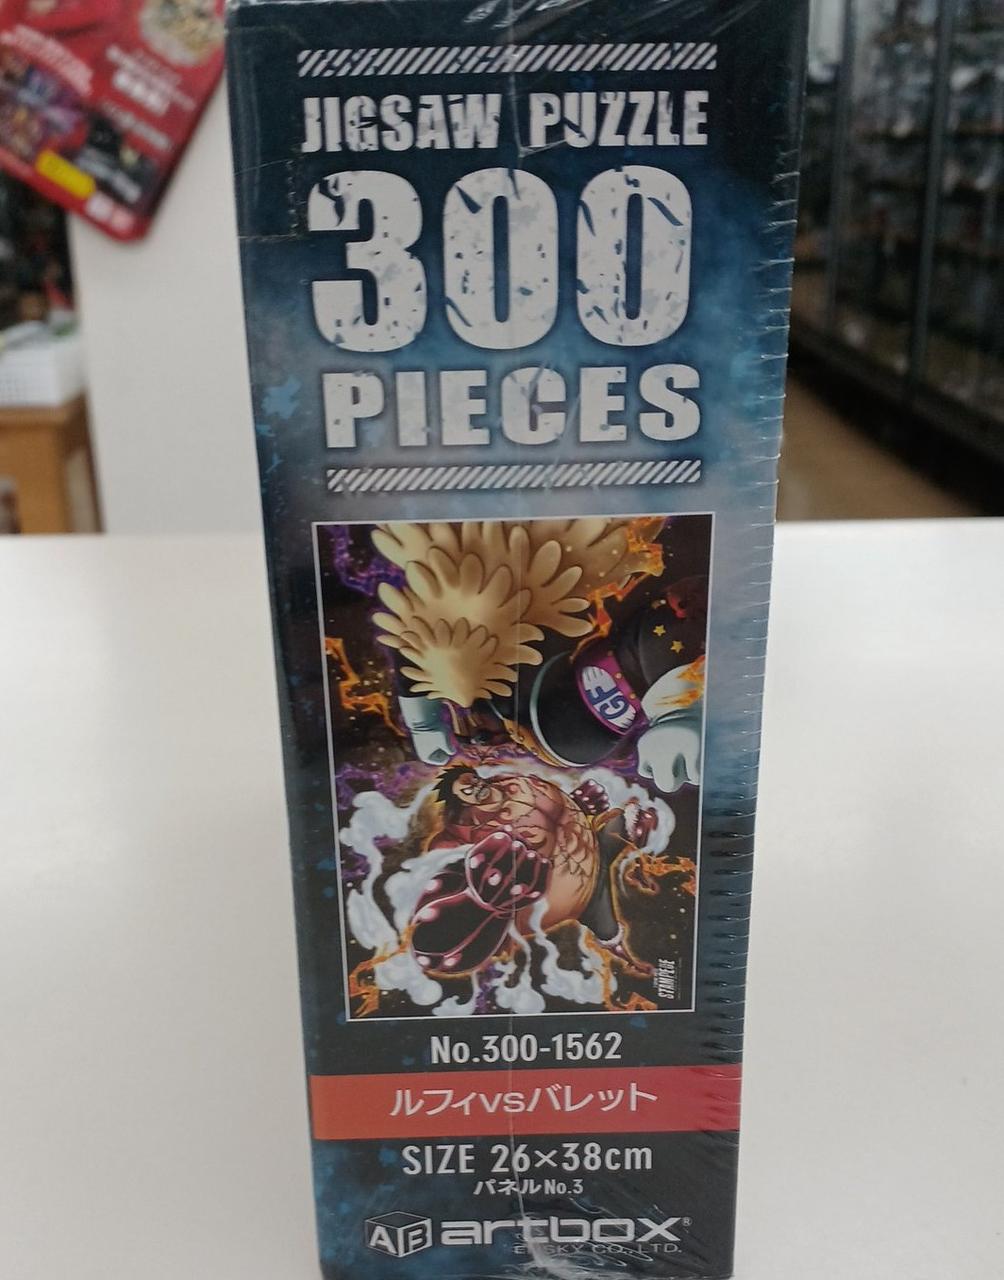 JIGSAW PUZZLE
300
PIECES
GF
STAMPEDE
No.300-1562
ルフィvsバレット
SIZE 26×38cm
パネルNo.3
AB artbox®
ENSKY CO., LTD.